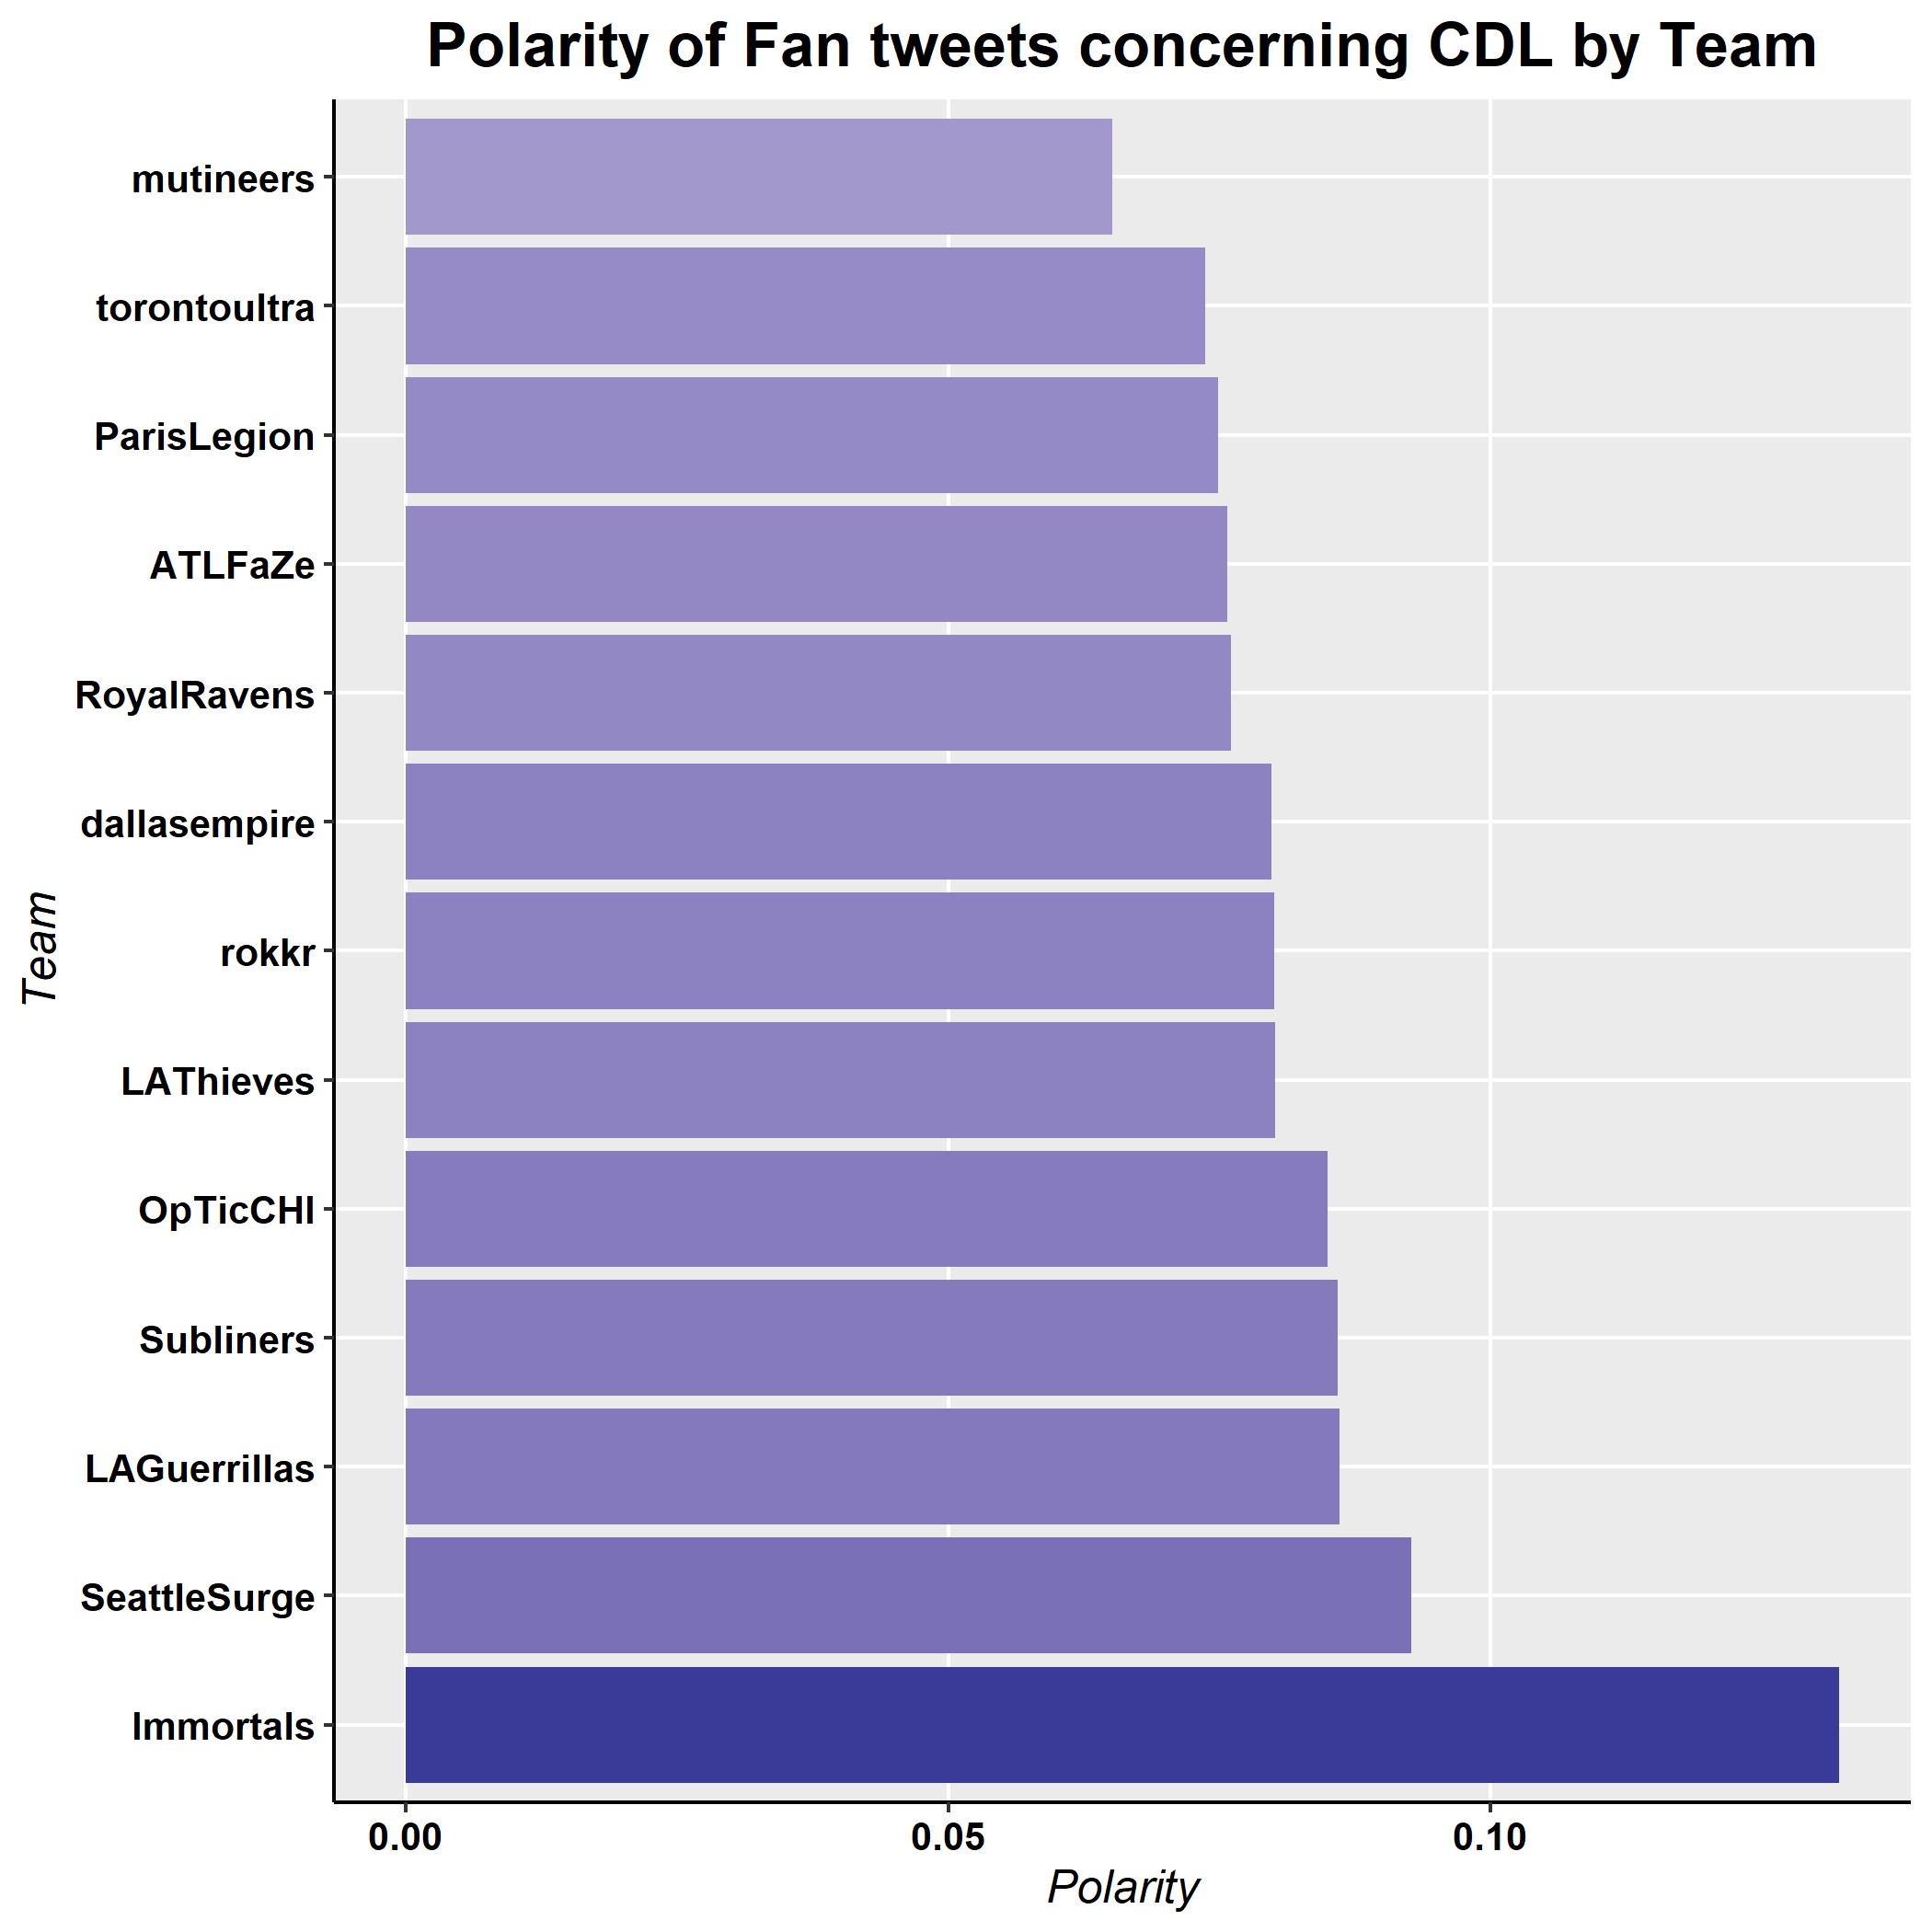 Polarity of Fan tweets concerning CDL by Team
mutineers
torontoultra
ParisLegion
ATLFaZe
RoyalRavens
dallasempire
rokkr
LAThieves
OpTicCHI
Subliners
LAGuerrillas
SeattleSurge
Immortals
Team
0.00 0.05 0.10
Polarity